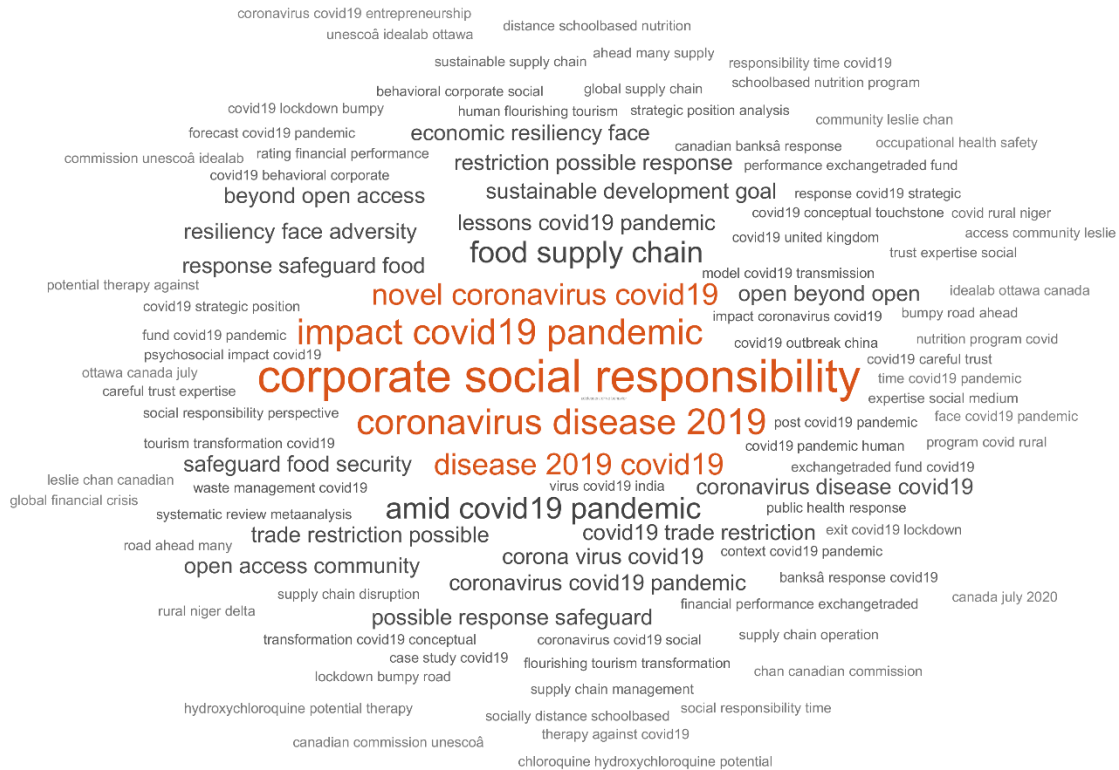 coronavirus covid19 entrepreneurship
distance schoolbased nutrition
unescoâ idealab ottawa
ahead many supply
sustainable supply chain
responsibility time covid19
schoolbased nutrition program
behavioral corporate social
global supply chain
covid19 lockdown bumpy
human flourishing tourism
strategic position analysis
community leslie chan
forecast covid19 pandemic
economic resiliency face
canadian banksâ response
occupational health safety
commission unescoâ idealab
rating financial performance
restriction possible response
performance exchangetraded fund
covid19 behavioral corporate
beyond open access
sustainable development goal
response covid19 strategic
lessons covid19 pandemic
covid19 conceptual touchstone
covid rural niger
resiliency face adversity
covid19 united kingdom
access community leslie
food supply chain
trust expertise social
response safeguard food
model covid19 transmission
potential therapy against
novel coronavirus covid19
open beyond open
idealab ottawa canada
covid19 strategic position
impact coronavirus covid19
bumpy road ahead
fund covid19 pandemic
impact covid19 pandemic
covid19 outbreak china
nutrition program covid
psychosocial impact covid19
covid19 careful trust
ottawa canada july
corporate social responsibility
time covid19 pandemic
careful trust expertise
expertise social medium
social responsibility perspective
coronavirus disease 2019
post covid19 pandemic
face covid19 pandemic
tourism transformation covid19
covid19 pandemic human
program covid rural
safeguard food security
disease 2019 covid19
exchangetraded fund covid19
leslie chan canadian
waste management covid19
virus covid19 india
coronavirus disease covid19
global financial crisis
systematic review metaanalysis
amid covid19 pandemic
public health response
trade restriction possible
covid19 trade restriction
exit covid19 lockdown
road ahead many
corona virus covid19
context covid19 pandemic
open access community
coronavirus covid19 pandemic
banksâ response covid19
supply chain disruption
financial performance exchangetraded
canada july 2020
rural niger delta
possible response safeguard
transformation covid19 conceptual
coronavirus covid19 social
supply chain operation
case study covid19
flourishing tourism transformation
chan canadian commission
lockdown bumpy road
supply chain management
hydroxychloroquine potential therapy
socially distance schoolbased
social responsibility time
canadian commission unescoâ
therapy against covid19
chloroquine hydroxychloroquine potential